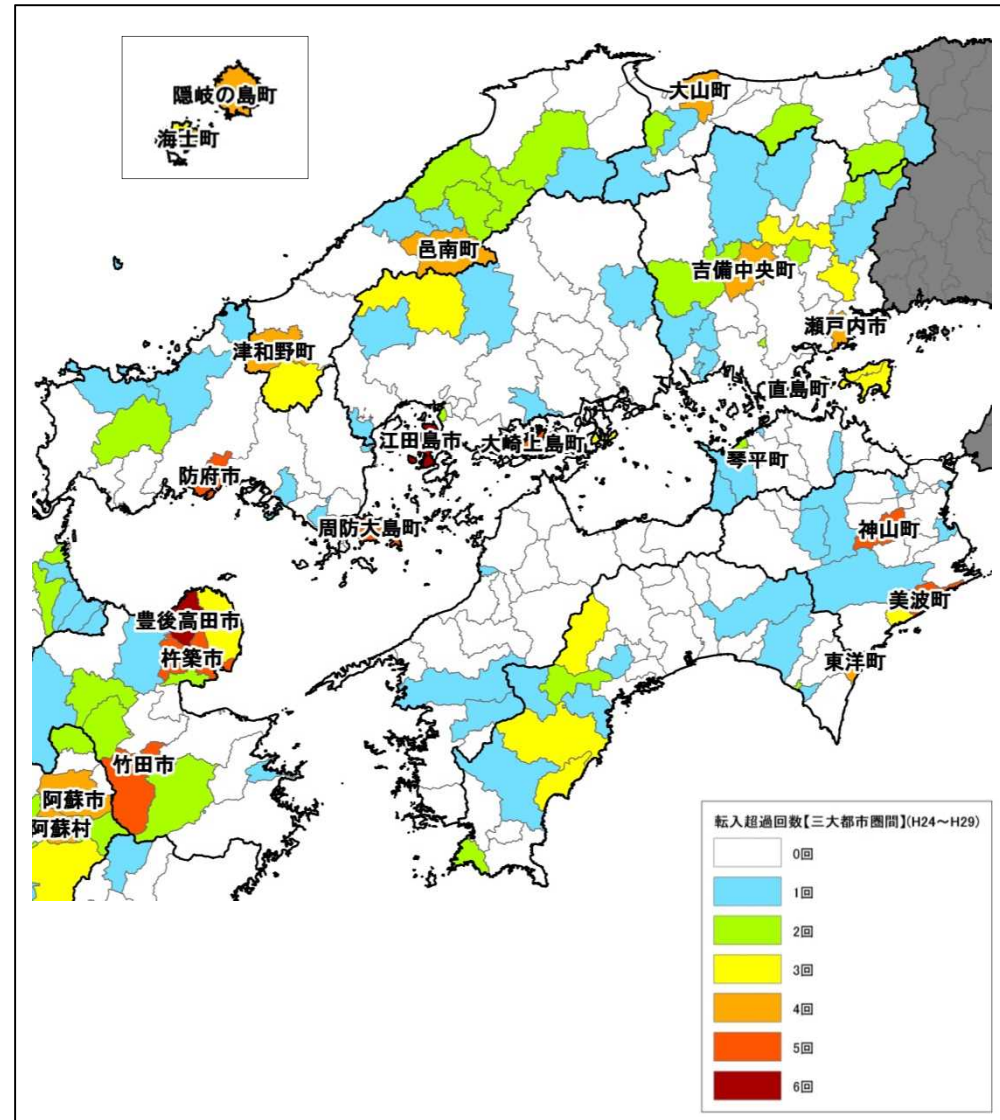 隠岐の島町
海士町
大山町
邑南町
吉備中央町
瀬戸内市
津和野町
直島町
江田島市
大崎上島町
琴平町
防府市
周防大島町
神山町
美波町
豊後高田市
杵築市
東洋町
竹田市
阿蘇市
阿蘇村
転入超過回数【三大都市圏間】(H24～H29)
0回
1回
2回
3回
4回
5回
6回